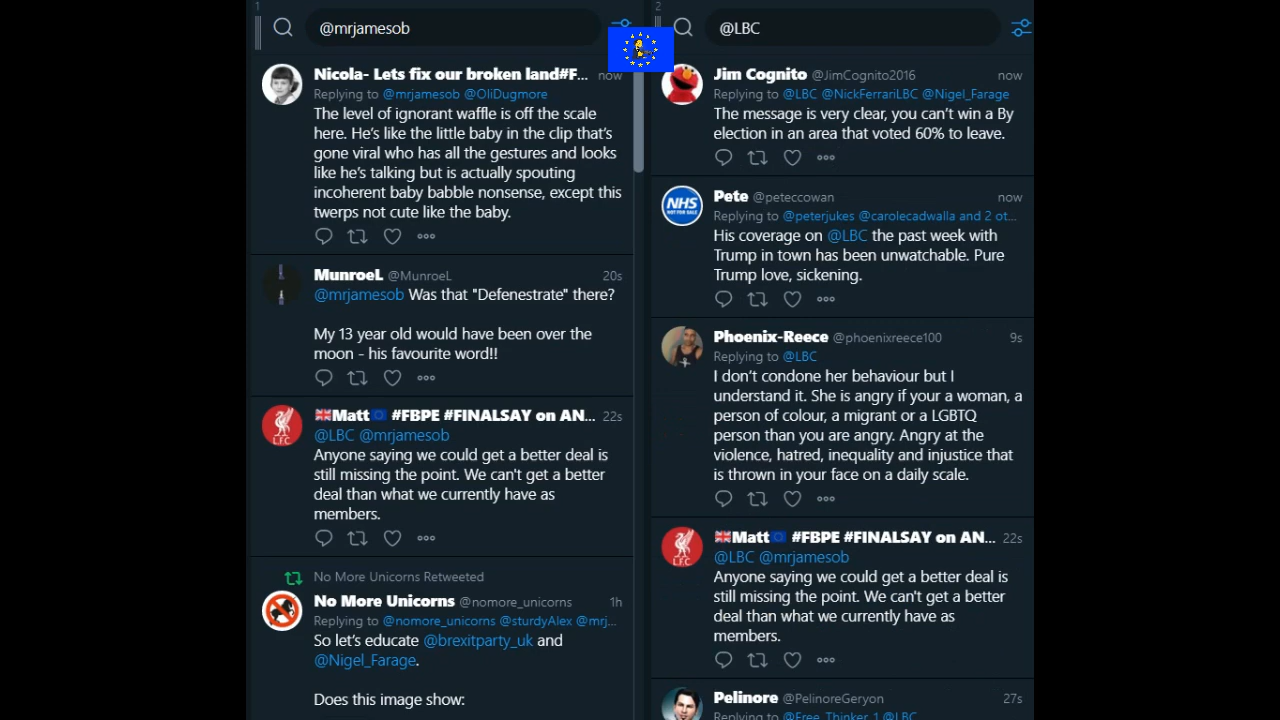 1
@mrjamesob
Nicola- Lets fix our broken land#F... now
Replying to @mrjamesob @OliDugmore
The level of ignorant waffle is off the scale
here. He's like the little baby in the clip that's
gone viral who has all the gestures and looks
like he's talking but is actually spouting
incoherent baby babble nonsense, except this
twerps not cute like the baby.
MunroeL @MunroeL 20s
@mrjamesob Was that "Defenestrate" there?
My 13 year old would have been over the
moon - his favourite word!!
Matt #FBPE #FINALSAY on AN... 22s
@LBC @mrjamesob
Anyone saying we could get a better deal is
still missing the point. We can't get a better
deal than what we currently have as
members.
No More Unicorns Retweeted
No More Unicorns @nomore_unicorns 1h
Replying to @nomore_unicorns @sturdyAlex @mrj...
So let's educate @brexitparty_uk and
@Nigel_Farage.
Does this image show:
2
@LBC
Jim Cognito @JimCognito2016 now
Replying to @LBC @NickFerrariLBC @Nigel_Farage
The message is very clear, you can't win a By
election in an area that voted 60% to leave.
NHS
NOT FOR SALE
Pete @peteccowan now
Replying to @peterjukes @carolecadwalla and 2 ot...
His coverage on @LBC the past week with
Trump in town has been unwatchable. Pure
Trump love, sickening.
Phoenix-Reece @phoenixreece100 9s
Replying to @LBC
I don't condone her behaviour but I
understand it. She is angry if your a woman, a
person of colour, a migrant or a LGBTQ
person than you are angry. Angry at the
violence, hatred, inequality and injustice that
is thrown in your face on a daily scale.
Matt #FBPE #FINALSAY on AN... 22s
@LBC @mrjamesob
Anyone saying we could get a better deal is
still missing the point. We can't get a better
deal than what we currently have as
members.
Pelinore @PelinoreGeryon 27s
Replying to @Free_Thinker_1 @LBC